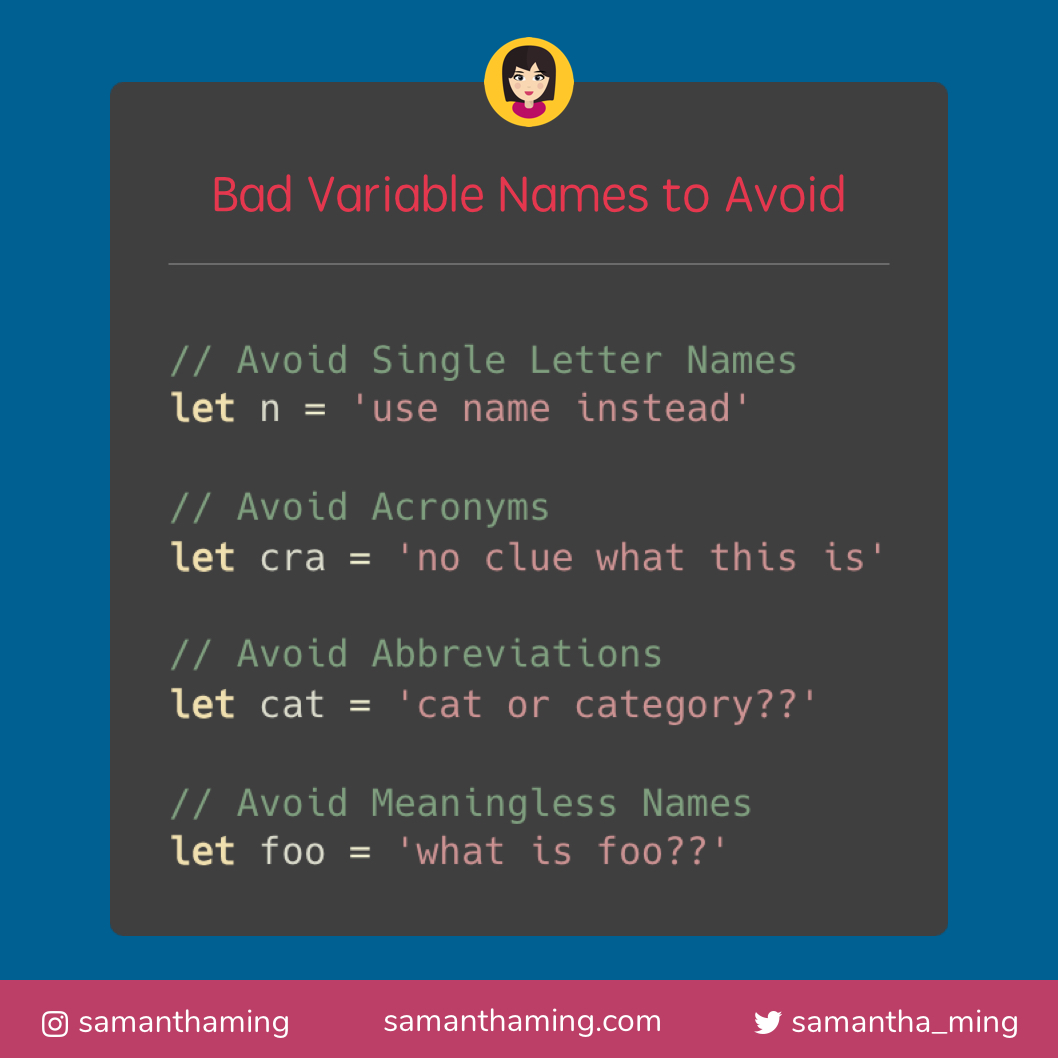 Bad Variable Names to Avoid
// Avoid Single Letter Names
let n = 'use name instead'
// Avoid Acronyms
let cra = 'no clue what this is'
// Avoid Abbreviations
let cat = 'cat or category??'
// Avoid Meaningless Names
let foo = 'what is foo??'
samanthaming
samanthaming.com
samantha_ming